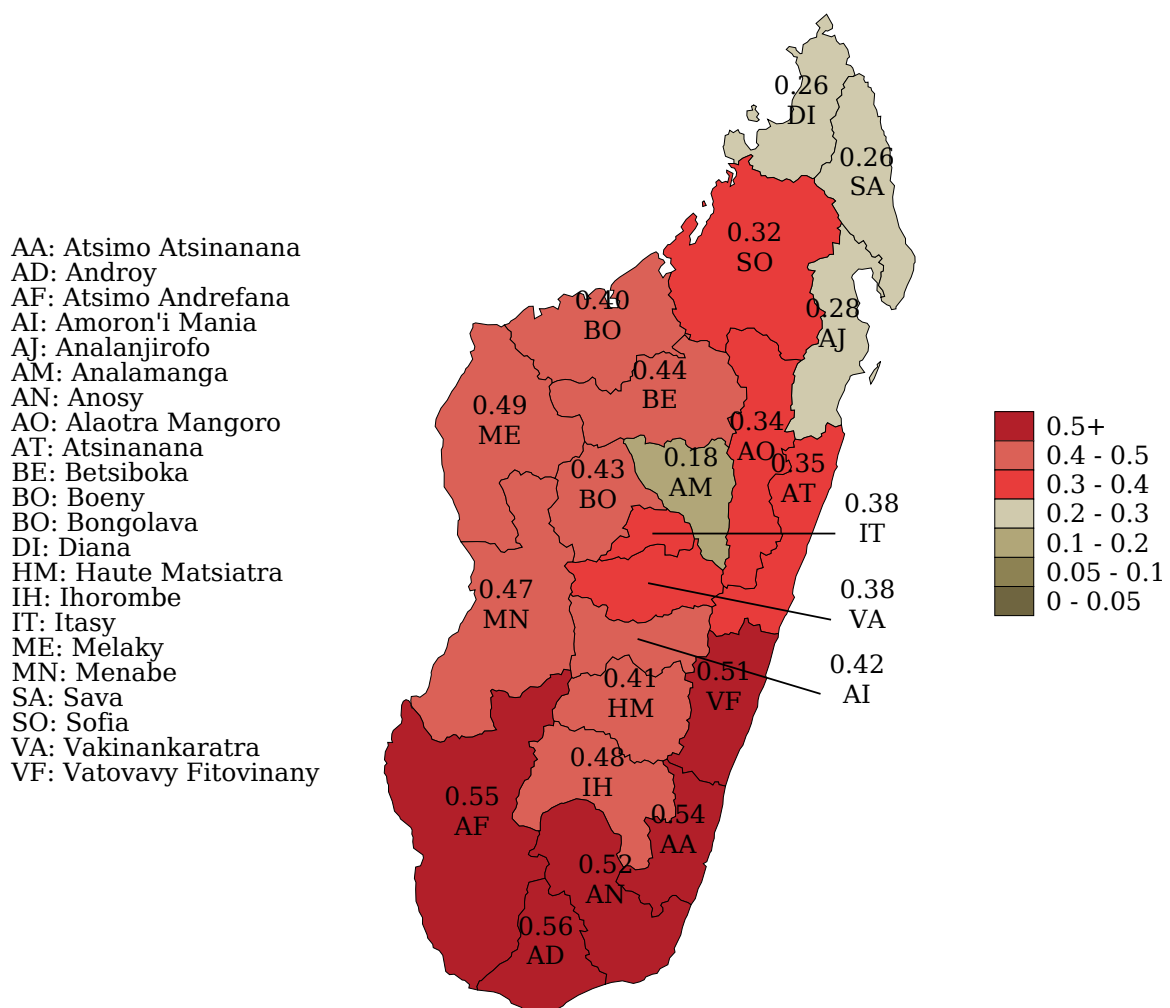 AA: Atsimo Atsinanana
AD: Androy
AF: Atsimo Andrefana
AI: Amoron'i Mania
AJ: Analanjirofo
AM: Analamanga
AN: Anosy
AO: Alaotra Mangoro
AT: Atsinanana
BE: Betsiboka
BO: Boeny
BO: Bongolava
DI: Diana
HM: Haute Matsiatra
IH: Ihorombe
IT: Itasy
ME: Melaky
MN: Menabe
SA: Sava
SO: Sofia
VA: Vakinankaratra
VF: Vatovavy Fitovinany
0.26
DI
0.26
SA
0.32
SO
0.40
BO
0.28
AJ
0.44
BE
0.49
ME
0.34
AO
0.43
BO
0.18
AM
0.35
AT
0.38
IT
0.47
MN
0.38
VA
0.42
AI
0.41
HM
0.51
VF
0.48
IH
0.55
AF
0.54
AA
0.52
AN
0.56
AD
0.5+
0.4 - 0.5
0.3 - 0.4
0.2 - 0.3
0.1 - 0.2
0.05 - 0.1
0 - 0.05